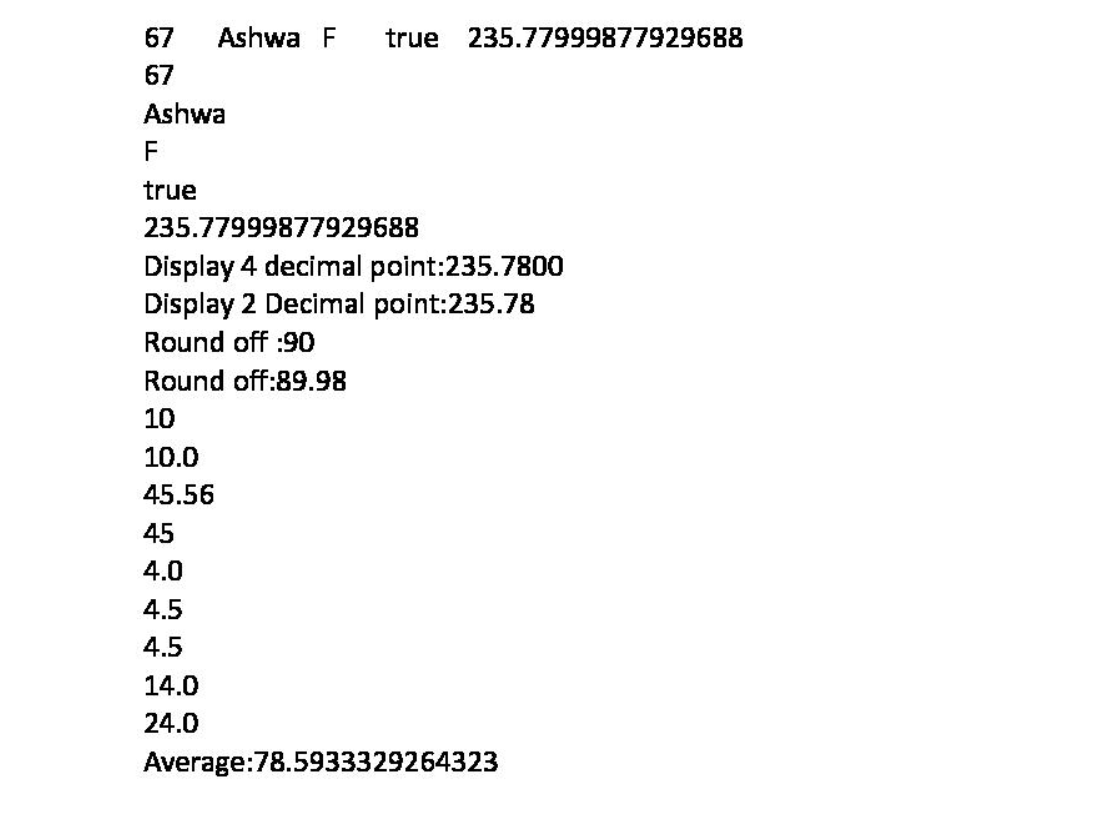 67 Ashwa F true 235.77999877929688
67
Ashwa
F
true
235.77999877929688
Display 4 decimal point:235.7800
Display 2 Decimal point:235.78
Round off :90
Round off:89.98
10
10.0
45.56
45
4.0
4.5
4.5
14.0
24.0
Average:78.5933329264323